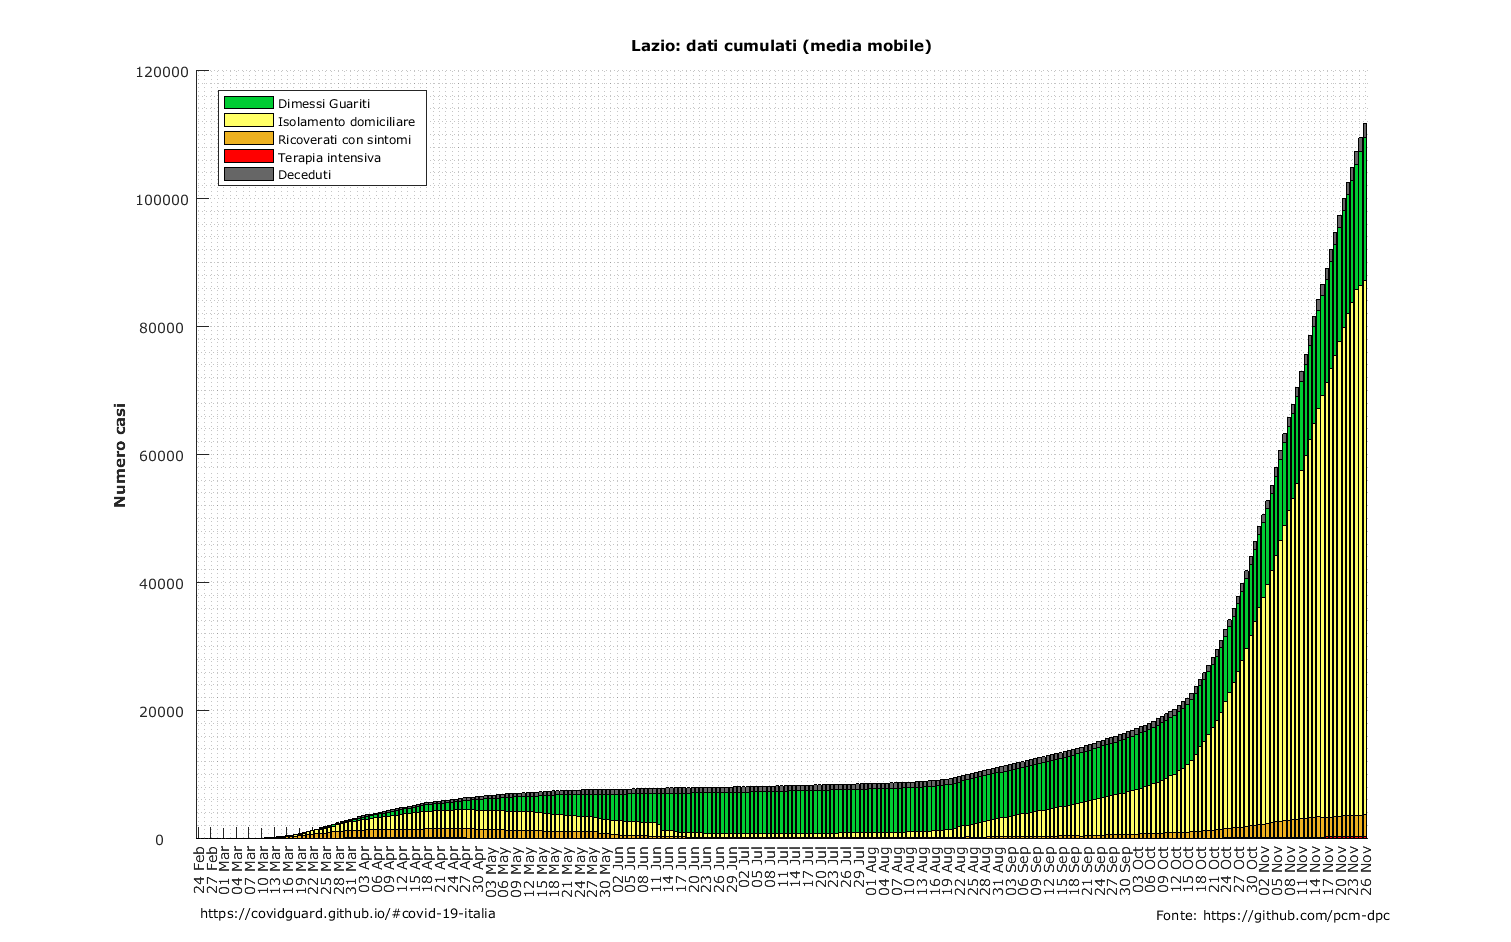 Lazio: dati cumulati (media mobile)
120000
100000
80000
60000
40000
20000
0
Numero casi
Dimessi Guariti
Isolamento domiciliare
Ricoverati con sintomi
Terapia intensiva
Deceduti
24 Feb
27 Feb
01 Mar
04 Mar
07 Mar
10 Mar
13 Mar
16 Mar
19 Mar
22 Mar
25 Mar
28 Mar
31 Mar
03 Apr
06 Apr
09 Apr
12 Apr
15 Apr
18 Apr
21 Apr
24 Apr
27 Apr
30 Apr
03 May
06 May
09 May
12 May
15 May
18 May
21 May
24 May
27 May
30 May
02 Jun
05 Jun
08 Jun
11 Jun
14 Jun
17 Jun
20 Jun
23 Jun
26 Jun
29 Jun
02 Jul
05 Jul
08 Jul
11 Jul
14 Jul
17 Jul
20 Jul
23 Jul
26 Jul
29 Jul
01 Aug
04 Aug
07 Aug
10 Aug
13 Aug
16 Aug
19 Aug
22 Aug
25 Aug
28 Aug
31 Aug
03 Sep
06 Sep
09 Sep
12 Sep
15 Sep
18 Sep
21 Sep
24 Sep
27 Sep
30 Sep
03 Oct
06 Oct
09 Oct
12 Oct
15 Oct
18 Oct
21 Oct
24 Oct
27 Oct
30 Oct
02 Nov
05 Nov
08 Nov
11 Nov
14 Nov
17 Nov
20 Nov
23 Nov
26 Nov
https://covidguard.github.io/#covid-19-italia
Fonte: https://github.com/pcm-dpc